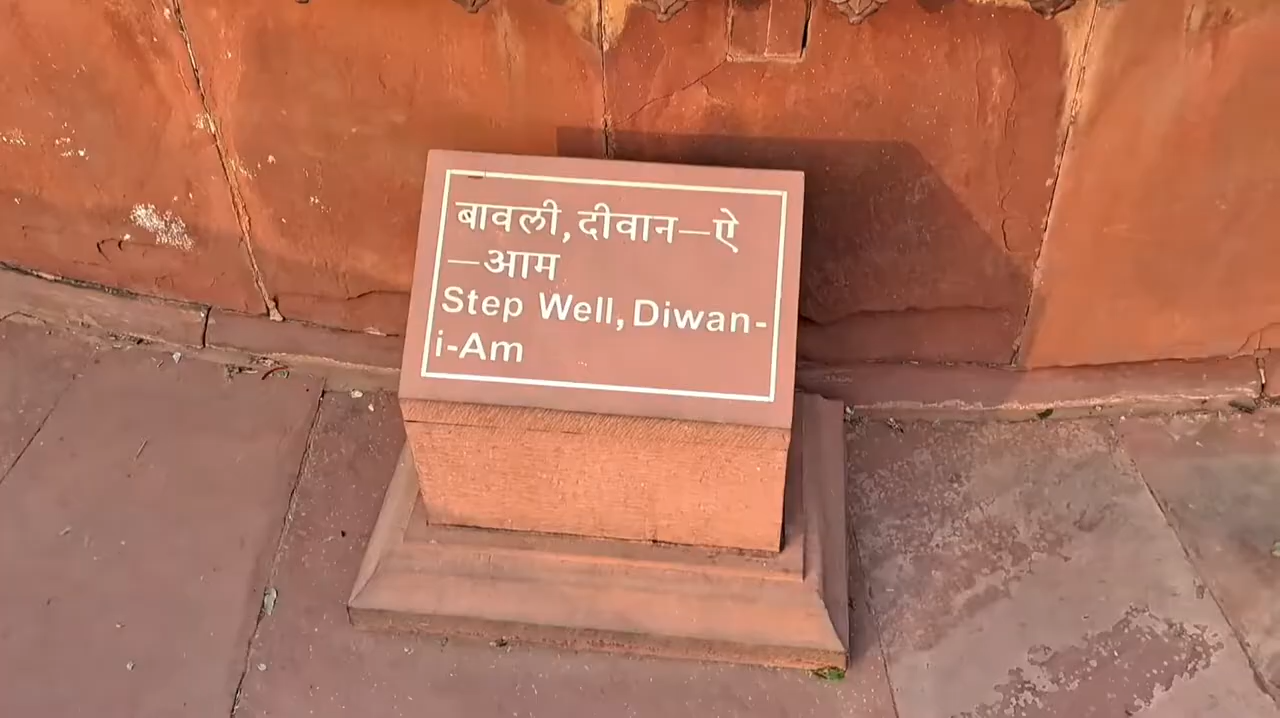 बावली, दीवान–ऐ
–आम
Step Well, Diwan-
i-Am